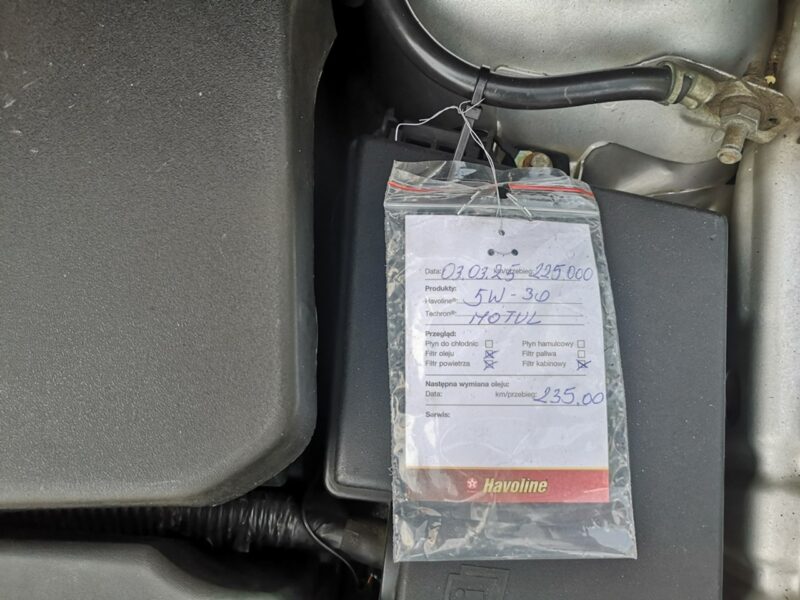 Data: 03.03.25 km/przebieg: 225.000
Produkty:
Havoline®: 5W-30
Techron®: MOTUL
Przegląd:
Płyn do chłodnic Płyn hamulcowy
Filtr oleju Filtr paliwa
Filtr powietrza Filtr kabinowy
Następna wymiana oleju:
Data: km/przebieg: 235.00
Serwis:
Havoline